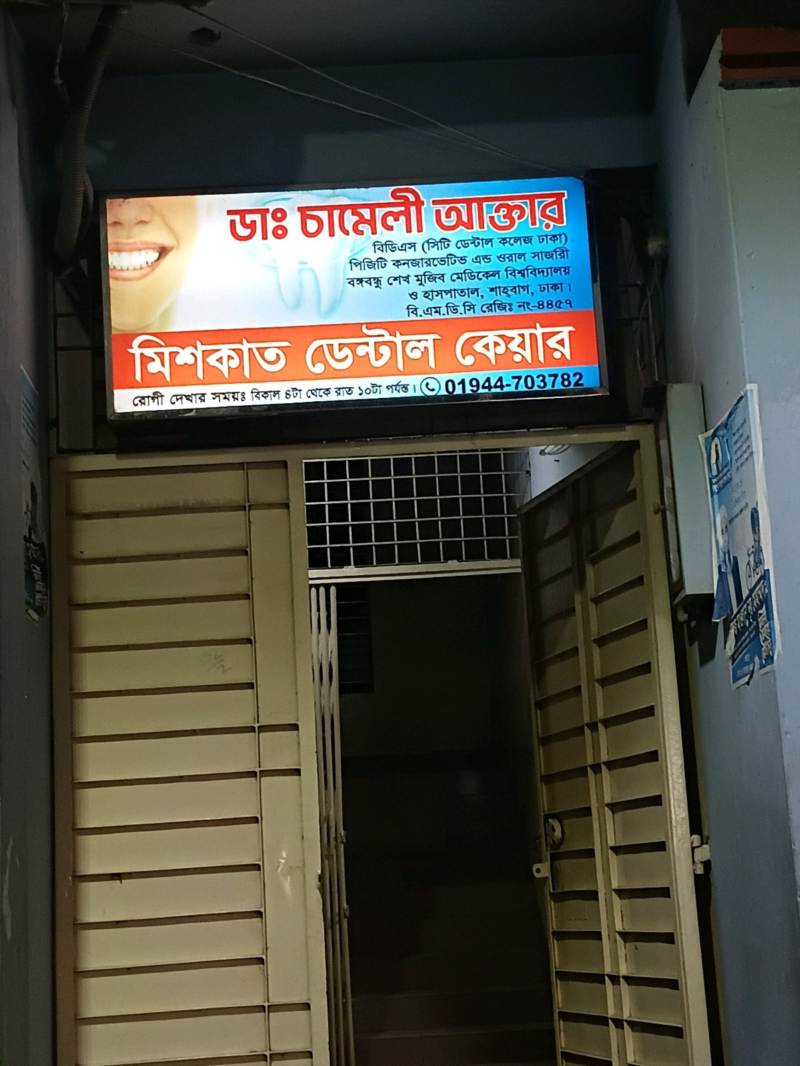 ডাঃ চামেলী আক্তার
বিডিএস (সিটি ডেন্টাল কলেজ ঢাকা)
পিজিটি কনজারভেটিভ এন্ড ওরাল সার্জারী
বঙ্গবন্ধু শেখ মুজিব মেডিকেল বিশ্ববিদ্যালয়
ও হাসপাতাল, শাহবাগ, ঢাকা।
বি.এম.ডি.সি রেজিঃ নং-৪৪৫৭
মিশকাত ডেন্টাল কেয়ার
রোগী দেখার সময়ঃ বিকাল ৪টা থেকে রাত ১০টা পর্যন্ত। 01944-703782